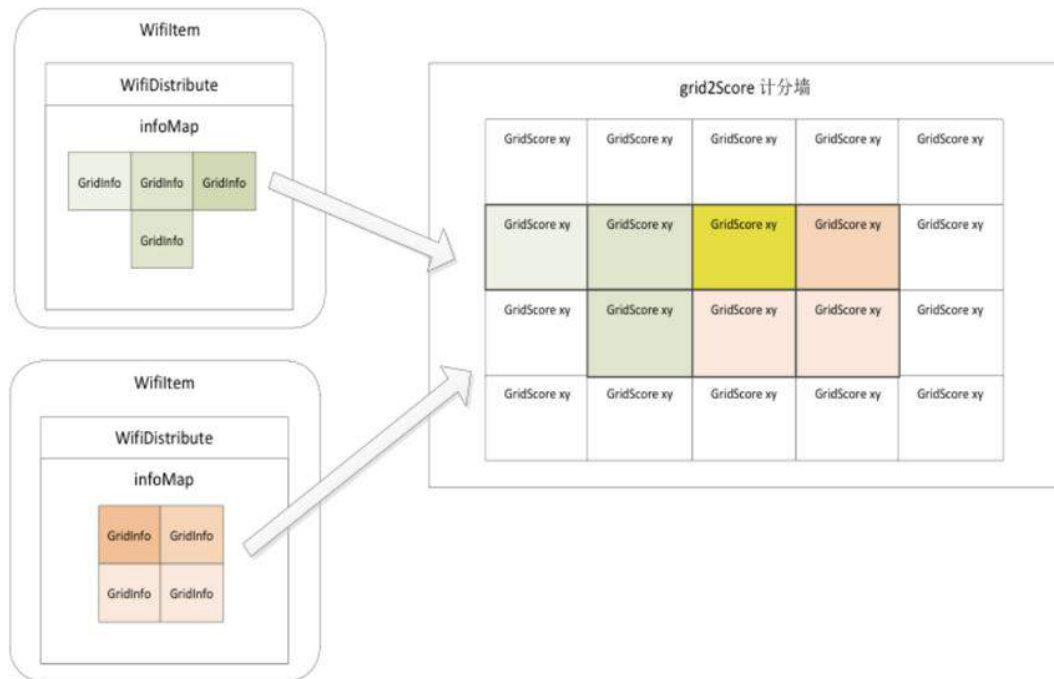 WifiItem
WifiDistribute
infoMap
GridInfo GridInfo GridInfo
GridInfo
WifiItem
WifiDistribute
infoMap
GridInfo GridInfo
GridInfo GridInfo
grid2Score 计分墙
GridScore xy GridScore xy GridScore xy GridScore xy GridScore xy
GridScore xy GridScore xy GridScore xy GridScore xy GridScore xy
GridScore xy GridScore xy GridScore xy GridScore xy GridScore xy
GridScore xy GridScore xy GridScore xy GridScore xy GridScore xy